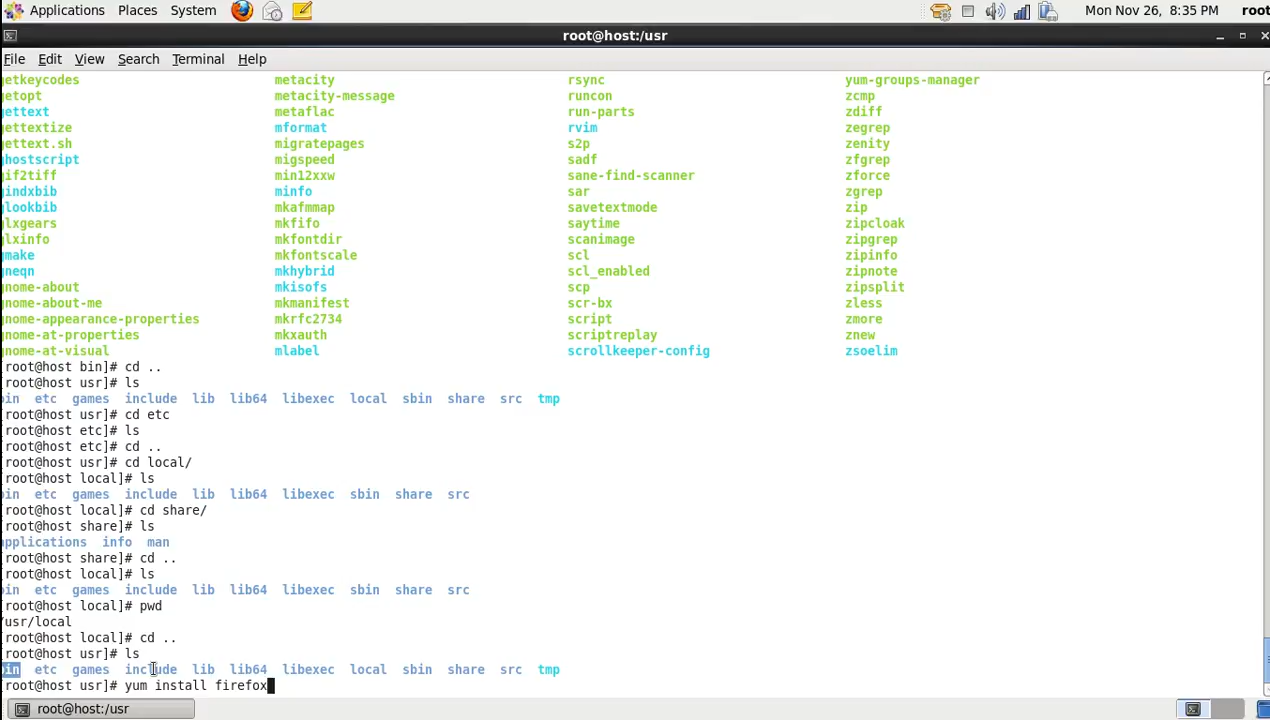 Applications Places System Mon Nov 26, 8:35 PM root
root@host:/usr
File Edit View Search Terminal Help
getkeycodes metacity rsync yum-groups-manager
getopt metacity-message runcon zcmp
gettext metaflac run-parts zdiff
gettextize mformat rvim zegrep
gettext.sh migratepages s2p zenity
ghostscript migspeed sadf zfgrep
gif2tiff min12xxw sane-find-scanner zforce
gindxbib minfo sar zgrep
glookbib mkafmmap savetextmode zip
glxgears mkfifo saytime zipcloak
glxinfo mkfontdir scanimage zipgrep
gmake mkfontscale scl zipinfo
gneqn mkhybrid scl_enabled zipnote
gnome-about mkisofs scp zipsplit
gnome-about-me mkmanifest scr-bx zless
gnome-appearance-properties mkrfc2734 script zmore
gnome-at-properties mkxauth scriptreplay znew
gnome-at-visual mlabel scrollkeeper-config zsoelim
[root@host bin]# cd ..
[root@host usr]# ls
bin etc games include lib lib64 libexec local sbin share src tmp
[root@host usr]# cd etc
[root@host etc]# ls
[root@host etc]# cd ..
[root@host usr]# cd local/
[root@host local]# ls
bin etc games include lib lib64 libexec sbin share src
[root@host local]# cd share/
[root@host share]# ls
applications info man
[root@host share]# cd ..
[root@host local]# ls
bin etc games include lib lib64 libexec sbin share src
[root@host local]# pwd
/usr/local
[root@host local]# cd ..
[root@host usr]# ls
bin etc games include lib lib64 libexec local sbin share src tmp
[root@host usr]# yum install firefox
root@host:/usr